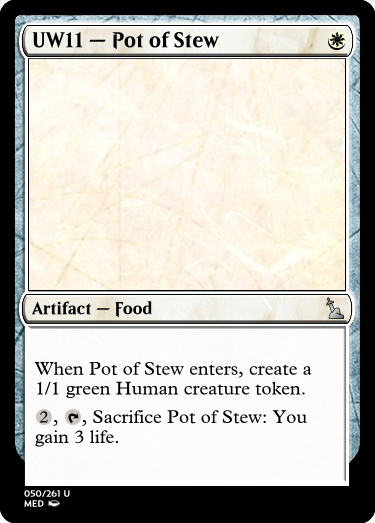 UW11 — Pot of Stew
Artifact — Food
When Pot of Stew enters, create a
1/1 green Human creature token.
2, , Sacrifice Pot of Stew: You
gain 3 life.
050/261 U
MED